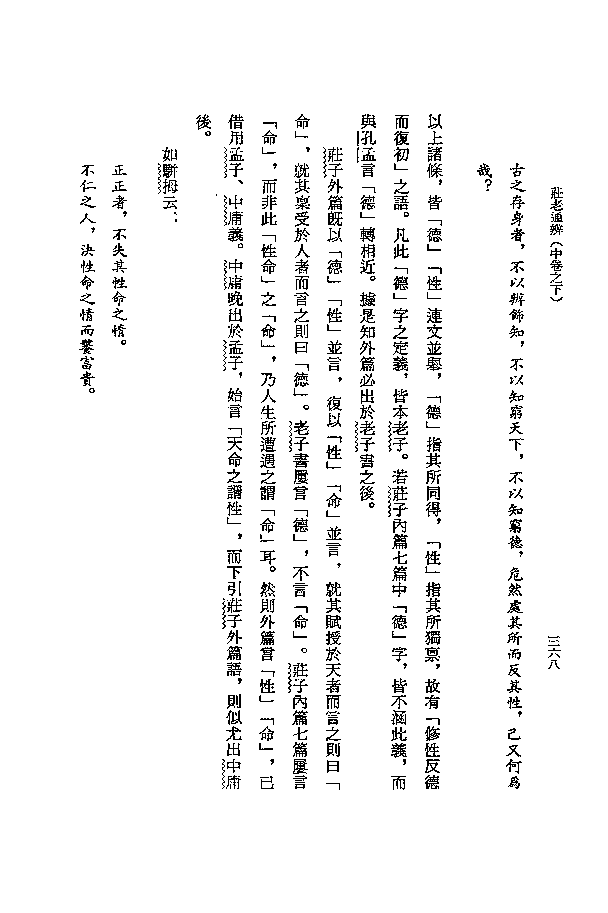 莊老通辨（中卷之下）
三六八
古之存身者，不以辯飾知，不以知窮天下，不以知窮德，危然處其所而反其性，己又何爲
哉？
以上諸條，皆「德」「性」連文並舉，「德」指其所同得，「性」指其所獨禀，故有「修性反德
而復初」之語。凡此「德」字之定義，皆本老子。若莊子內篇七篇中「德」字，皆不涵此義，而
與孔孟言「德」轉相近。據是知外篇必出於老子書之後。
莊子外篇既以「德」「性」並言，復以「性」「命」並言，就其賦授於天者而言之則曰「
命」，就其稟受於人者而言之則曰「德」。老子書屢言「德」，不言「命」。莊子內篇七篇屢言
「命」，而非此「性命」之「命」，乃人生所遭遇之謂「命」耳。然則外篇言「性」「命」，已
借用孟子、中庸義。中庸晚出於孟子，始言「天命之謂性」，而下引莊子外篇語，則似尤出中庸
後。
如駢拇云：
正正者，不失其性命之情。
不仁之人，決性命之情而饕富貴。